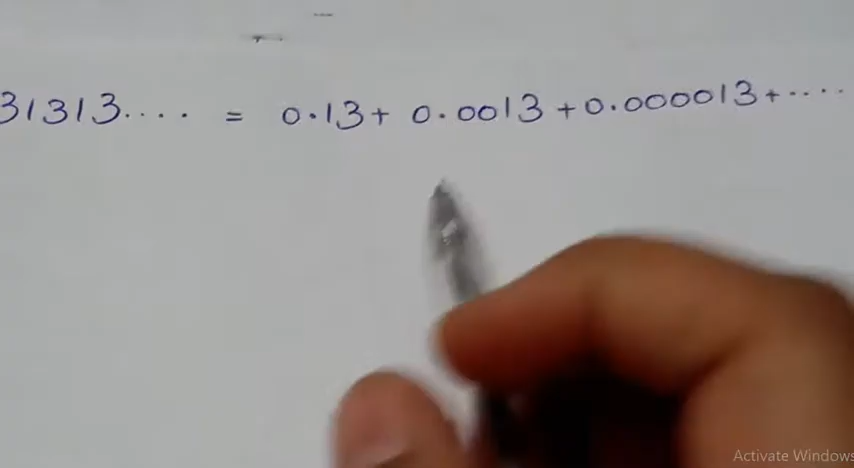 31313.... = 0.13 + 0.0013 + 0.000013 + ....
Activate Windows